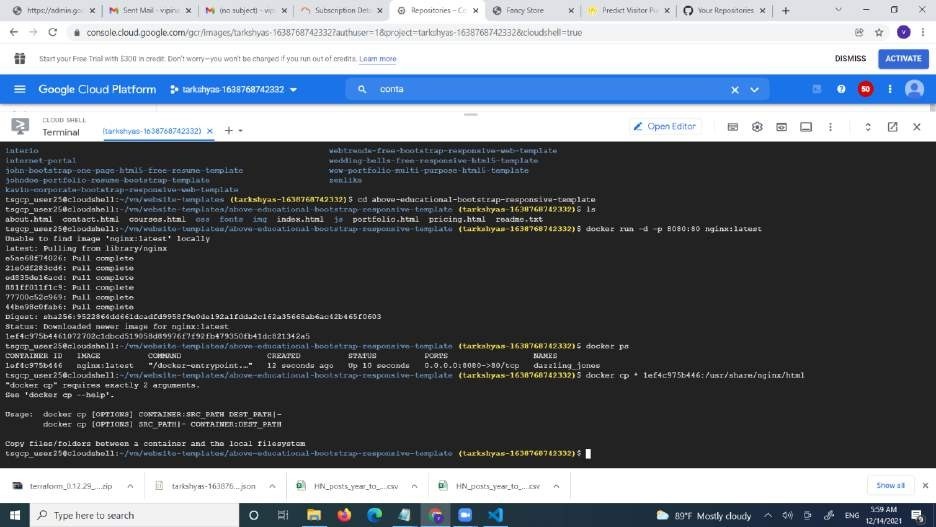 https://admin.go
Sent Mail - vipina
(no subject) - vip
Subscription Deta
Repositories – Co
Fancy Store
Predict Visitor Pu
Your Repositories
console.cloud.google.com/gcr/images/tarkshyas-1638768742332?authuser=1&project=tarkshyas-1638768742332&cloudshell=true
Start your Free Trial with $300 in credit. Don't worry—you won't be charged if you run out of credits. Learn more
DISMISS
ACTIVATE
Google Cloud Platform
tarkshyas-1638768742332
conta
50
CLOUD SHELL
Terminal
(tarkshyas-1638768742332)
Open Editor
interio webtrends-free-bootstrap-responsive-web-template
internet-portal wedding-bells-free-responsive-html5-template
john-bootstrap-one-page-html5-free-resume-template wow-portfolio-multi-purpose-html5-template
johndoe-portfolio-resume-bootstrap-template zenlike
kavin-corporate-bootstrap-responsive-web-template
tsgcp_user25@cloudshell:~/vm/website-templates (tarkshyas-1638768742332)$ cd above-educational-bootstrap-responsive-template
tsgcp_user25@cloudshell:~/vm/website-templates/above-educational-bootstrap-responsive-template (tarkshyas-1638768742332)$ ls
about.html contact.html courses.html css fonts img index.html js portfolio.html pricing.html readme.txt
tsgcp_user25@cloudshell:~/vm/website-templates/above-educational-bootstrap-responsive-template (tarkshyas-1638768742332)$ docker run -d -p 8080:80 nginx:latest
Unable to find image 'nginx:latest' locally
latest: Pulling from library/nginx
e5ae68f74026: Pull complete
21e0df283cd6: Pull complete
ed835de16acd: Pull complete
881ff011f1c9: Pull complete
77700c52c969: Pull complete
44be98c0fab6: Pull complete
Digest: sha256:9522864dd661dcadfd9958f9e0de192a1fdda2c162a35668ab6ac42b465f0603
Status: Downloaded newer image for nginx:latest
1ef4c975b4461072702c1dbcd519058d89976f7f92fb479350fb41dc821342e5
tsgcp_user25@cloudshell:~/vm/website-templates/above-educational-bootstrap-responsive-template (tarkshyas-1638768742332)$ docker ps
CONTAINER ID IMAGE COMMAND CREATED STATUS PORTS NAMES
1ef4c975b446 nginx:latest "/docker-entrypoint.…" 12 seconds ago Up 10 seconds 0.0.0.0:8080->80/tcp dazzling_jones
tsgcp_user25@cloudshell:~/vm/website-templates/above-educational-bootstrap-responsive-template (tarkshyas-1638768742332)$ docker cp * 1ef4c975b446:/usr/share/nginx/html
"docker cp" requires exactly 2 arguments.
See 'docker cp --help'.
Usage: docker cp [OPTIONS] CONTAINER:SRC_PATH DEST_PATH|-
docker cp [OPTIONS] SRC_PATH|- CONTAINER:DEST_PATH
Copy files/folders between a container and the local filesystem
tsgcp_user25@cloudshell:~/vm/website-templates/above-educational-bootstrap-responsive-template (tarkshyas-1638768742332)$
terraform_0.12.29_....zip
tarkshyas-163876....json
HN_posts_year_to_....csv
HN_posts_year_to_....csv
Show all
Type here to search
89°F Mostly cloudy
ENG
5:59 AM
12/14/2021
9